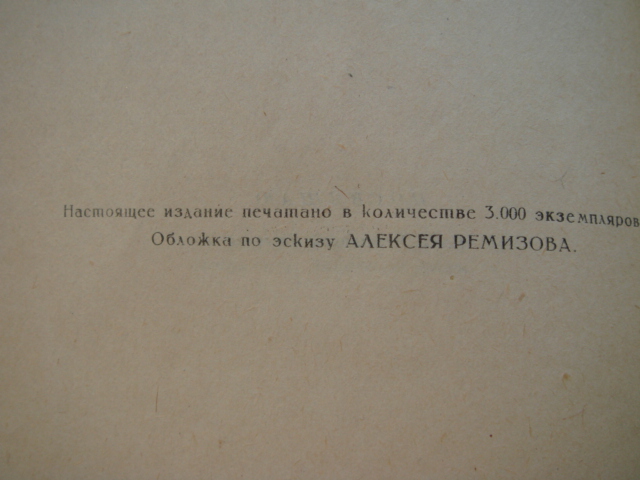 Настоящее издание печатано в количестве 3.000 экземпляров
Обложка по эскизу АЛЕКСЕЯ РЕМИЗОВА.